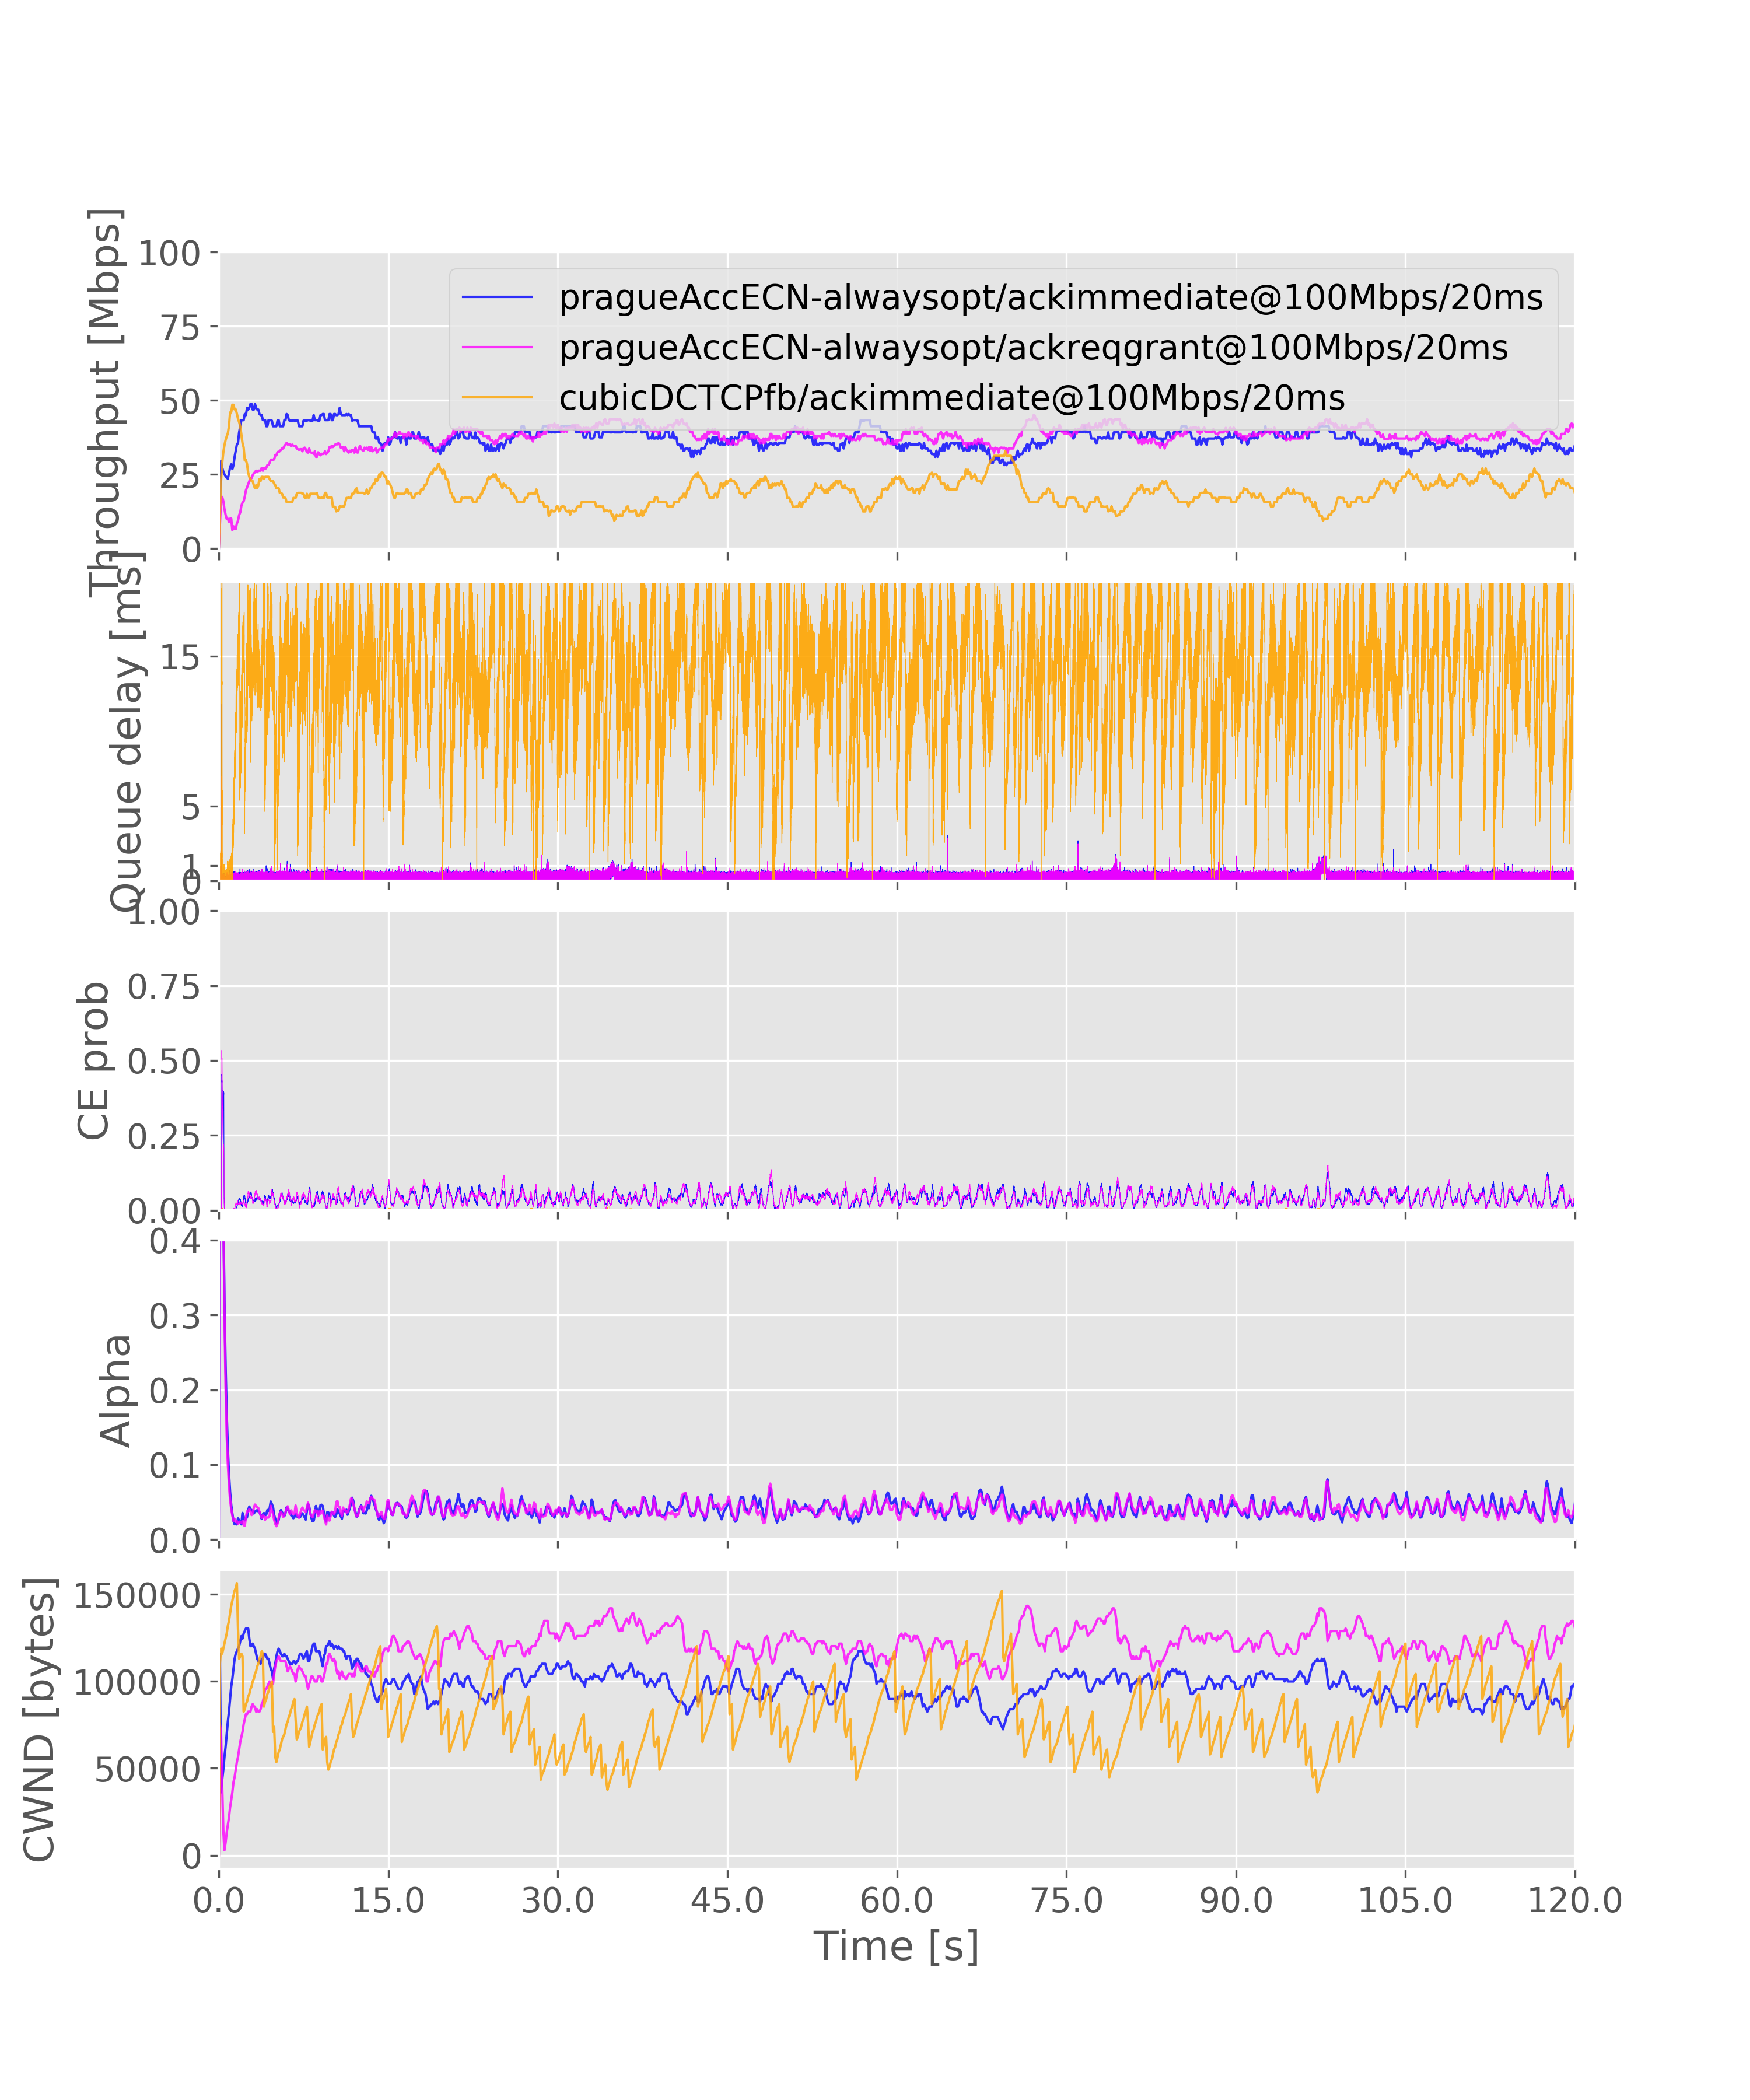 Throughput [Mbps]
100
75
50
25
0
pragueAccECN-alwaysopt/ackimmediate@100Mbps/20ms
pragueAccECN-alwaysopt/ackreqgrant@100Mbps/20ms
cubicDCTCPfb/ackimmediate@100Mbps/20ms
Queue delay [ms]
15
5
1
0
CE prob
1.00
0.75
0.50
0.25
0.00
Alpha
0.4
0.3
0.2
0.1
0.0
CWND [bytes]
150000
100000
50000
0
0.0 15.0 30.0 45.0 60.0 75.0 90.0 105.0 120.0
Time [s]